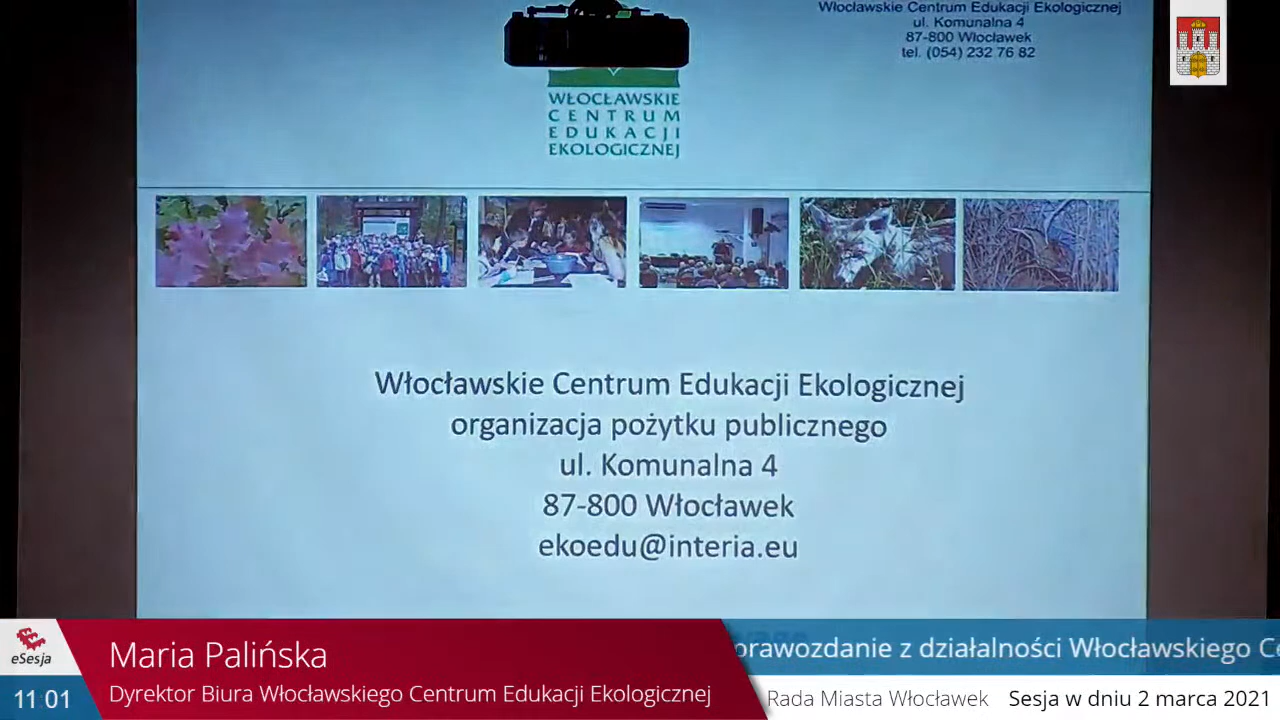 Włocławskie Centrum Edukacji Ekologicznej
ul. Komunalna 4
87-800 Włocławek
tel. (054) 232 76 82
WŁOCŁAWSKIE
CENTRUM
EDUKACJI
EKOLOGICZNEJ
Włocławskie Centrum Edukacji Ekologicznej
organizacja pożytku publicznego
ul. Komunalna 4
87-800 Włocławek
ekoedu@interia.eu
eSesja
11:01
Maria Palińska
Dyrektor Biura Włocławskiego Centrum Edukacji Ekologicznej
prawozdanie z działalności Włocławskiego Ce
Rada Miasta Włocławek
Sesja w dniu 2 marca 2021